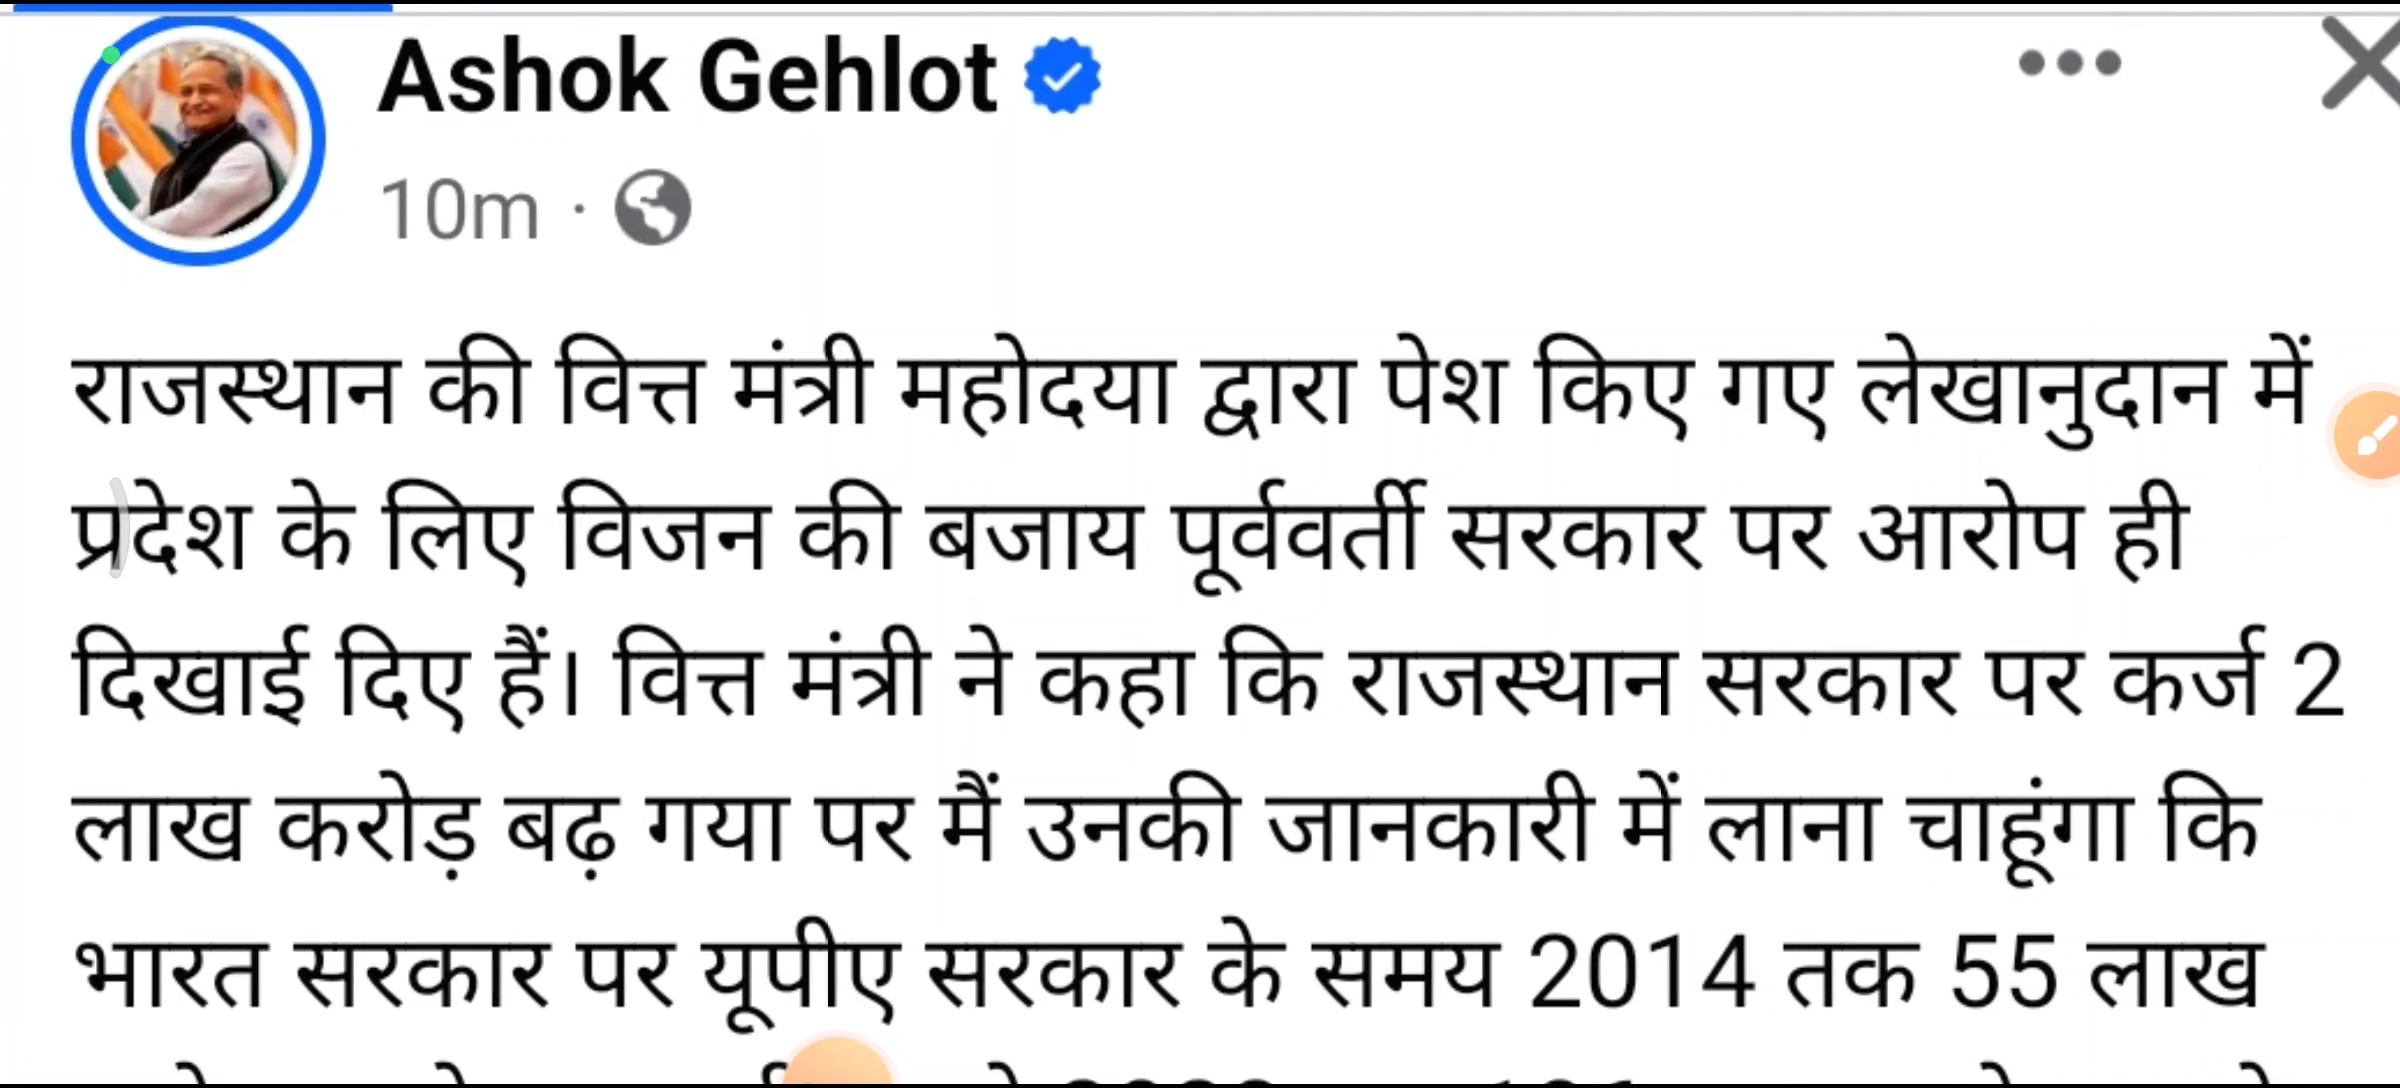 Ashok Gehlot
10m ·
राजस्थान की वित्त मंत्री महोदया द्वारा पेश किए गए लेखानुदान में
प्रदेश के लिए विजन की बजाय पूर्ववर्ती सरकार पर आरोप ही
दिखाई दिए हैं। वित्त मंत्री ने कहा कि राजस्थान सरकार पर कर्ज 2
लाख करोड़ बढ़ गया पर मैं उनकी जानकारी में लाना चाहूंगा कि
भारत सरकार पर यूपीए सरकार के समय 2014 तक 55 लाख